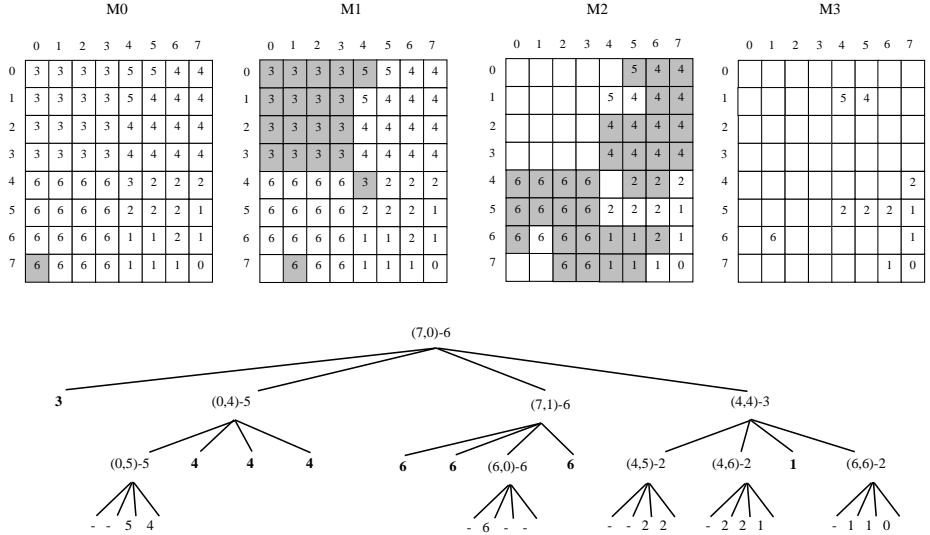 M0 M1 M2 M3
0 1 2 3 4 5 6 7 0 1 2 3 4 5 6 7 0 1 2 3 4 5 6 7 0 1 2 3 4 5 6 7
0 3 3 3 3 5 5 4 4 0 3 3 3 3 5 5 4 4 0 5 4 4 0
1 3 3 3 3 5 4 4 4 1 3 3 3 3 5 4 4 4 1 5 4 4 4 1 5 4
2 3 3 3 3 4 4 4 4 2 3 3 3 3 4 4 4 4 2 4 4 4 4 2
3 3 3 3 3 4 4 4 4 3 3 3 3 3 4 4 4 4 3 4 4 4 4 3
4 6 6 6 6 3 2 2 2 4 6 6 6 6 3 2 2 2 4 6 6 6 6 2 2 2 4 2
5 6 6 6 6 2 2 2 1 5 6 6 6 6 2 2 2 1 5 6 6 6 6 2 2 2 1 5 2 2 2 1
6 6 6 6 6 1 1 2 1 6 6 6 6 6 1 1 2 1 6 6 6 6 6 1 1 2 1 6 6 1
7 6 6 6 6 1 1 1 0 7 6 6 6 1 1 1 0 7 6 6 1 1 1 0 7 1 0
(7,0)-6
3 (0,4)-5 (7,1)-6 (4,4)-3
(0,5)-5 4 4 4 6 6 (6,0)-6 6 (4,5)-2 (4,6)-2 1 (6,6)-2
- - 5 4 - 6 - - - - 2 2 - 2 2 1 - 1 1 0